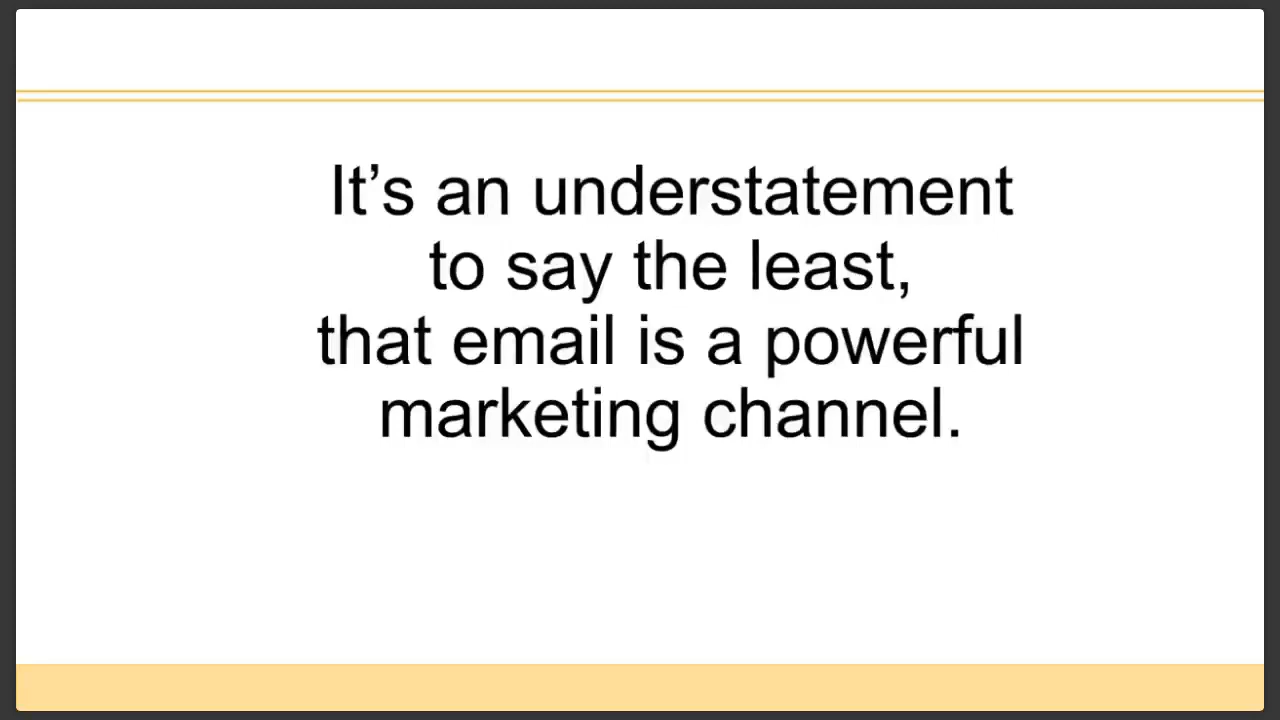 It’s an understatement
to say the least,
that email is a powerful
marketing channel.